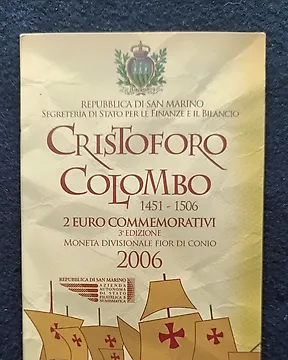 REPUBBLICA DI SAN MARINO
SEGRETERIA DI STATO PER LE FINANZE E IL BILANCIO
CRISTOFORO
COLOMBO
1451 - 1506
2 EURO COMMEMORATIVI
3ª EDIZIONE
MONETA DIVISIONALE FIOR DI CONIO
2006
REPUBBLICA DI SAN MARINO
AZIENDA
AUTONOMA
DI STATO
FILATELICA E
NUMISMATICA